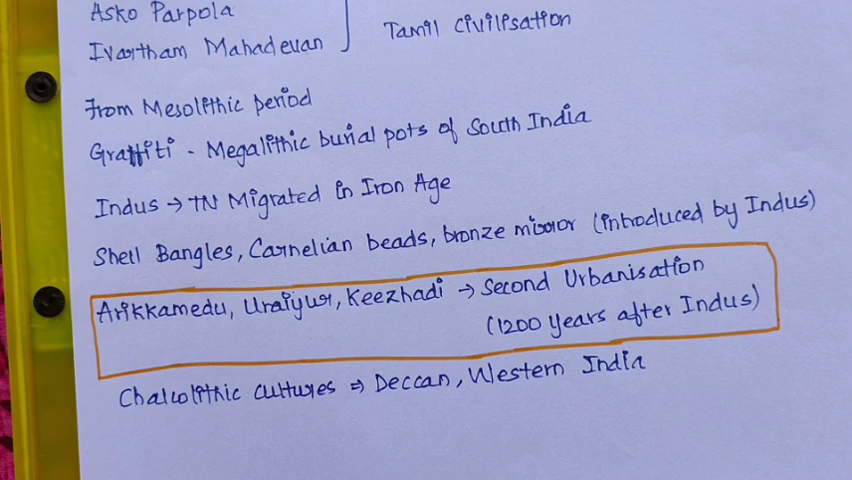 Asko Parpola
Ivartham Mahadevan
Tamil civilisation
From Mesolithic period
Graffiti - Megalithic burial pots of South India
Indus → TN Migrated in Iron Age
Shell Bangles, Carnelian beads, bronze mirror (introduced by Indus)
Arikkamedu, Uraiyur, Keezhadi → Second Urbanisation
(1200 years after Indus)
Chalcolithic cultures ⇒ Deccan, Western India